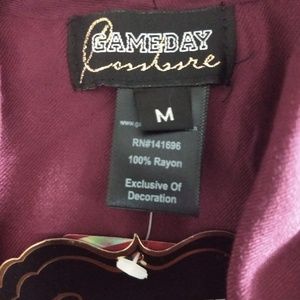 GAMEDAY
Couture
M
RN#141696
100% Rayon
Exclusive Of
Decoration